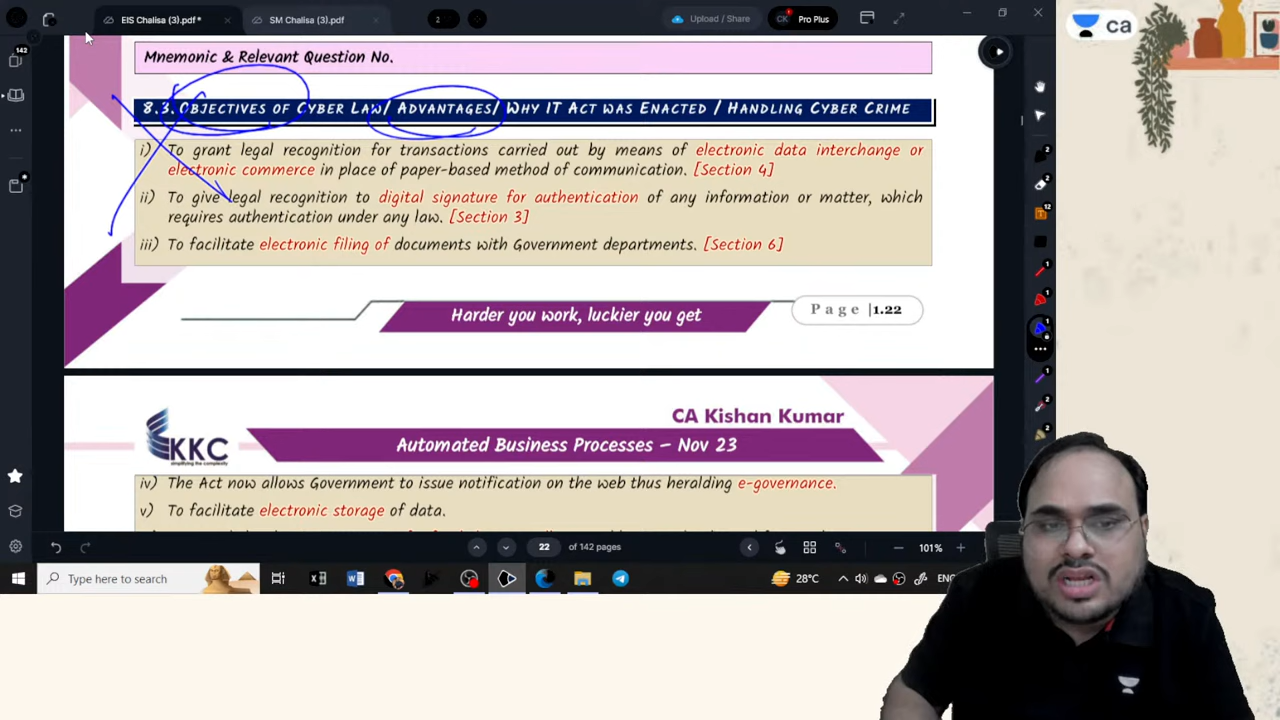 EIS Chalisa (3).pdf *
SM Chalisa (3).pdf
2
Upload / Share
CK
Pro Plus
ca
142
Mnemonic & Relevant Question No.
8.3. OBJECTIVES OF CYBER LAW/ ADVANTAGES/ WHY IT ACT WAS ENACTED / HANDLING CYBER CRIME
i) To grant legal recognition for transactions carried out by means of electronic data interchange or
electronic commerce in place of paper-based method of communication. [Section 4]
ii) To give legal recognition to digital signature for authentication of any information or matter, which
requires authentication under any law. [Section 3]
iii) To facilitate electronic filing of documents with Government departments. [Section 6]
Harder you work, luckier you get
Page |1.22
CA Kishan Kumar
KKC
simplifying the complexity
Automated Business Processes – Nov 23
iv) The Act now allows Government to issue notification on the web thus heralding e-governance.
v) To facilitate electronic storage of data.
22
of 142 pages
101%
Type here to search
28°C
ENG